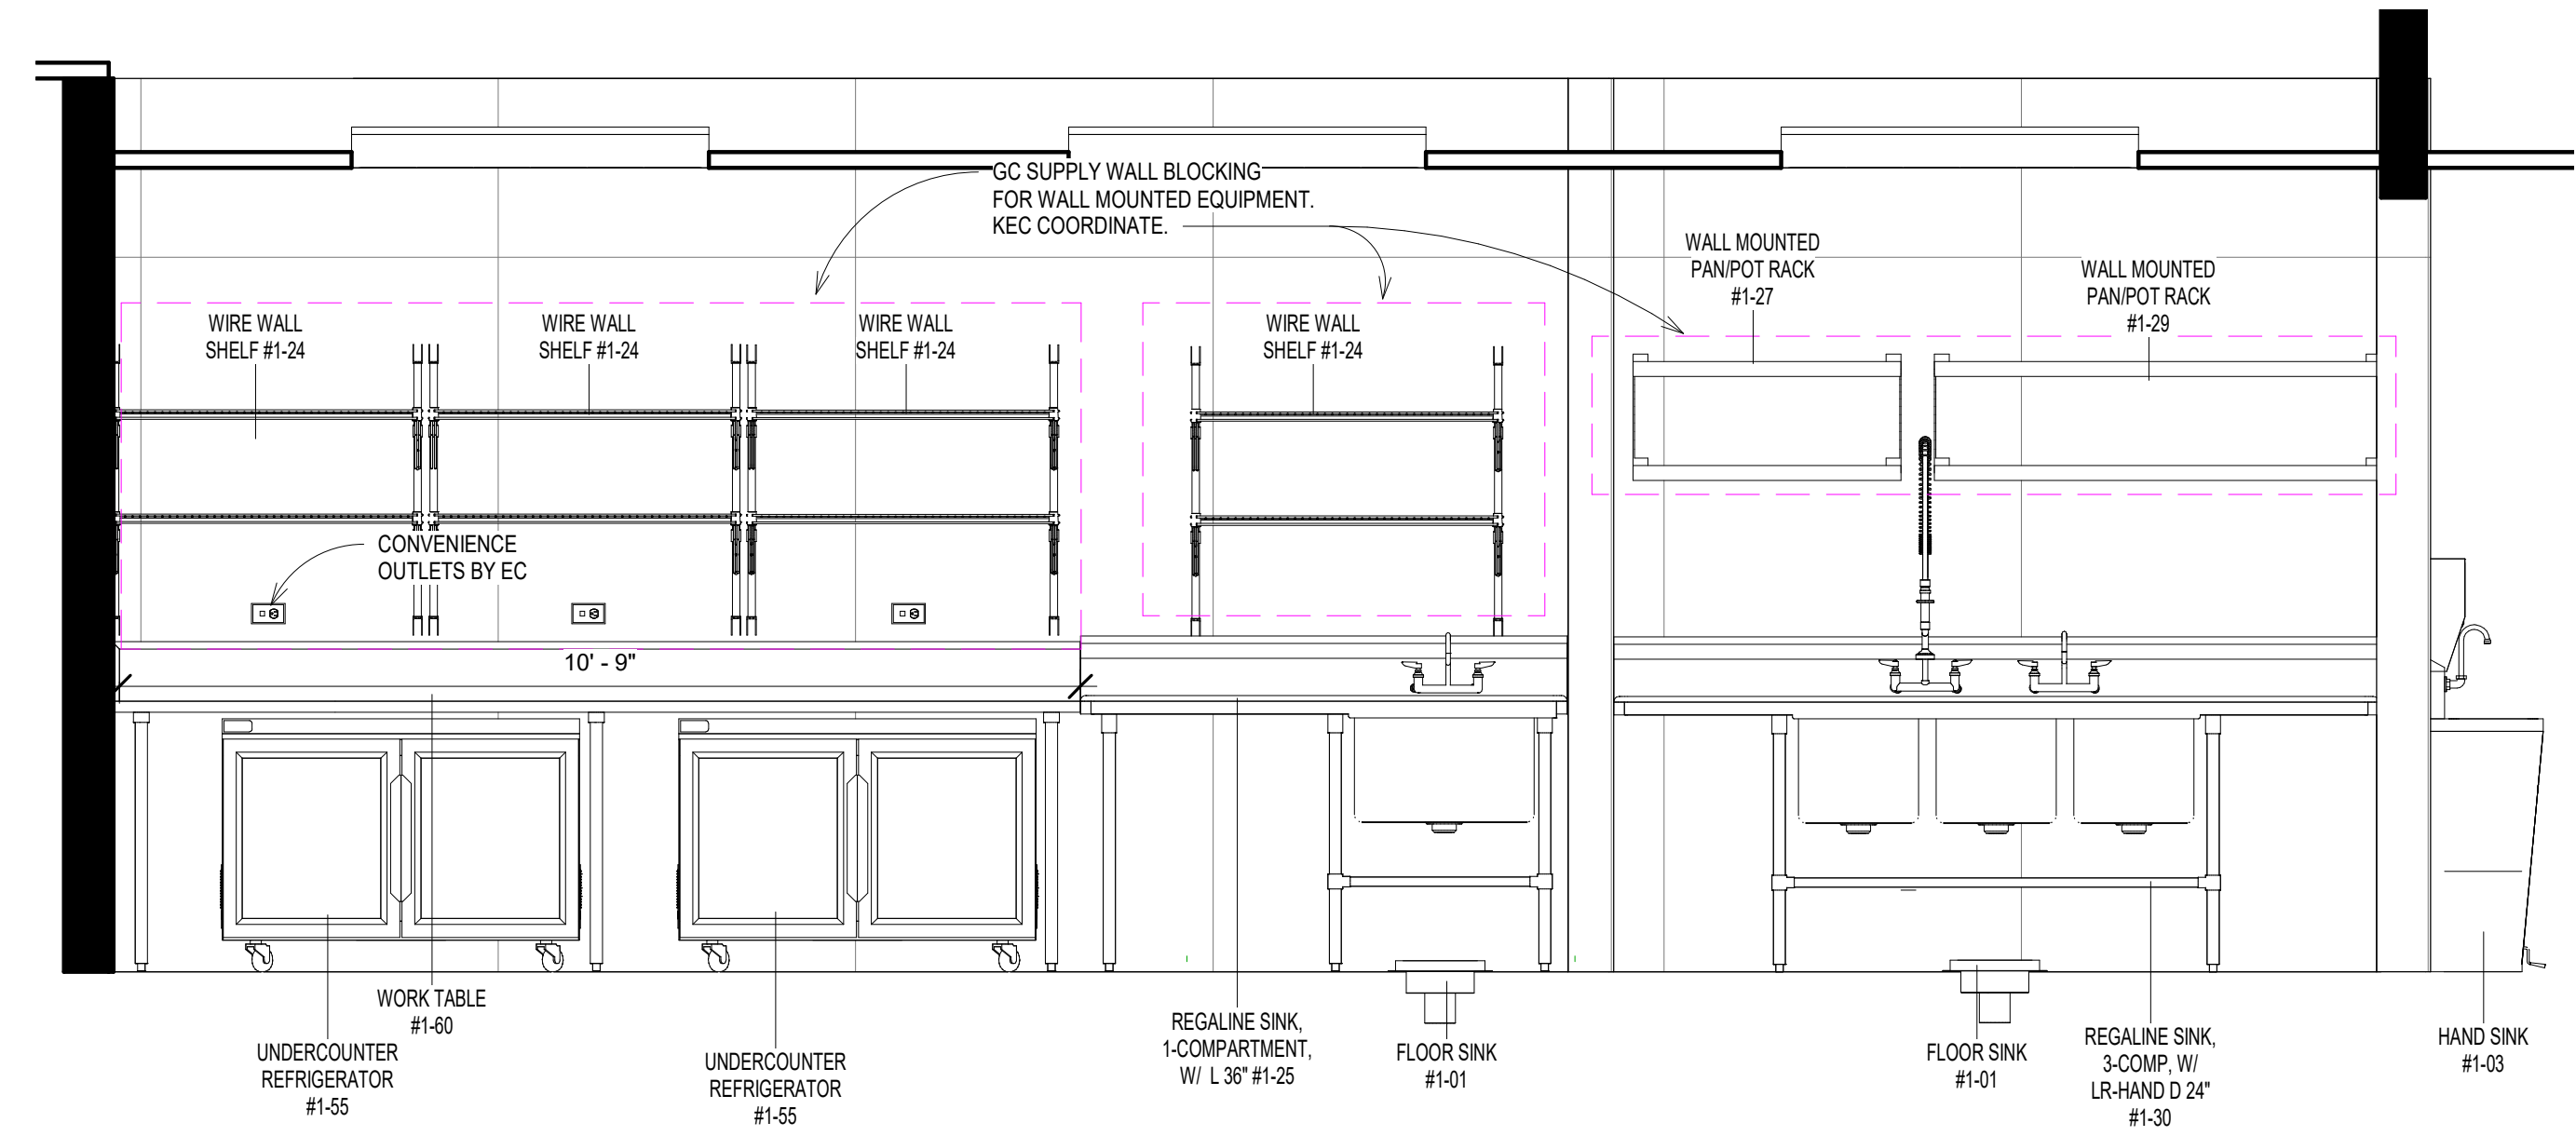 GC SUPPLY WALL BLOCKING
FOR WALL MOUNTED EQUIPMENT.
KEC COORDINATE.
WALL MOUNTED
PAN/POT RACK
#1-27
WALL MOUNTED
PAN/POT RACK
#1-29
WIRE WALL
SHELF #1-24
WIRE WALL
SHELF #1-24
WIRE WALL
SHELF #1-24
WIRE WALL
SHELF #1-24
CONVENIENCE
OUTLETS BY EC
10' - 9"
WORK TABLE
#1-60
UNDERCOUNTER
REFRIGERATOR
#1-55
UNDERCOUNTER
REFRIGERATOR
#1-55
REGALINE SINK,
1-COMPARTMENT,
W/ L 36" #1-25
FLOOR SINK
#1-01
FLOOR SINK
#1-01
REGALINE SINK,
3-COMP, W/
LR-HAND D 24"
#1-30
HAND SINK
#1-03